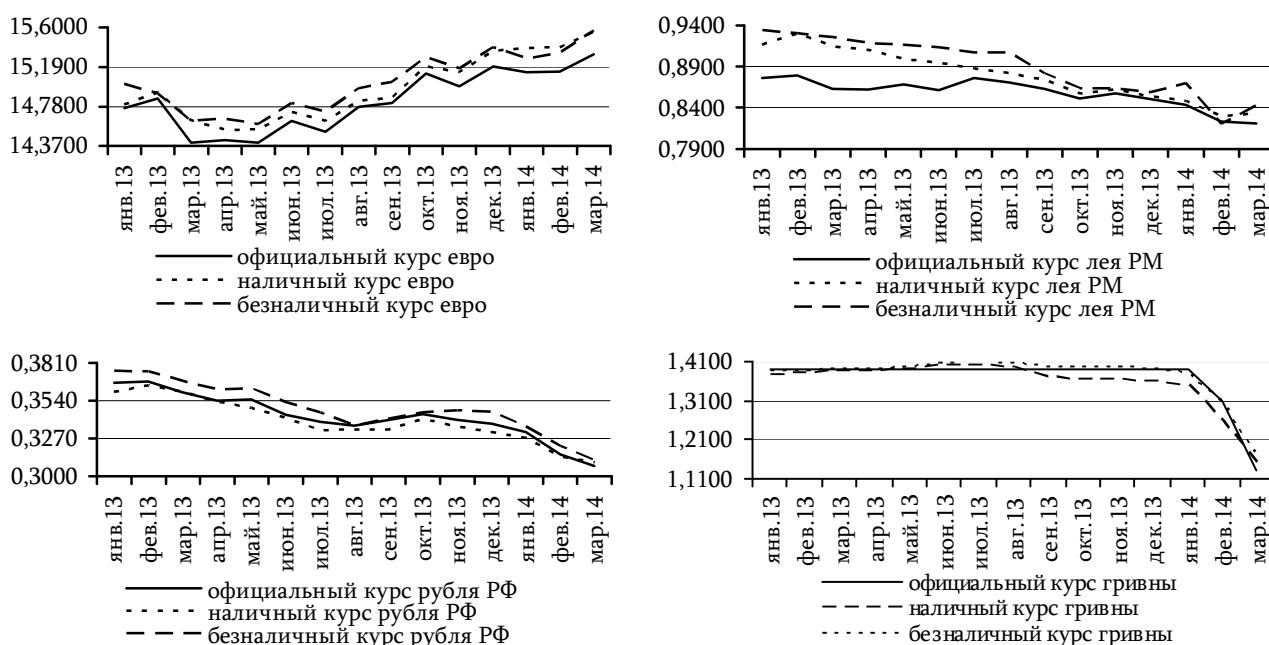 15,6000
15,1900
14,7800
14,3700
янв.13
фев.13
мар.13
апр.13
май.13
июн.13
июл.13
авг.13
сен.13
окт.13
ноя.13
дек.13
янв.14
фев.14
мар.14
официальный курс евро
наличный курс евро
безналичный курс евро
0,9400
0,8900
0,8400
0,7900
янв.13
фев.13
мар.13
апр.13
май.13
июн.13
июл.13
авг.13
сен.13
окт.13
ноя.13
дек.13
янв.14
фев.14
мар.14
официальный курс лея РМ
наличный курс лея РМ
безналичный курс лея РМ
0,3810
0,3540
0,3270
0,3000
янв.13
фев.13
мар.13
апр.13
май.13
июн.13
июл.13
авг.13
сен.13
окт.13
ноя.13
дек.13
янв.14
фев.14
мар.14
официальный курс рубля РФ
наличный курс рубля РФ
безналичный курс рубля РФ
1,4100
1,3100
1,2100
1,1100
янв.13
фев.13
мар.13
апр.13
май.13
июн.13
июл.13
авг.13
сен.13
окт.13
ноя.13
дек.13
янв.14
фев.14
мар.14
официальный курс гривны
наличный курс гривны
безналичный курс гривны